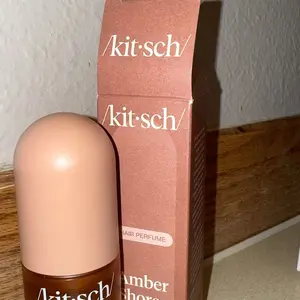 /kit·sch/
/kit·sch/
HAIR PERFUME
Amber
Shore
/kit·sch/